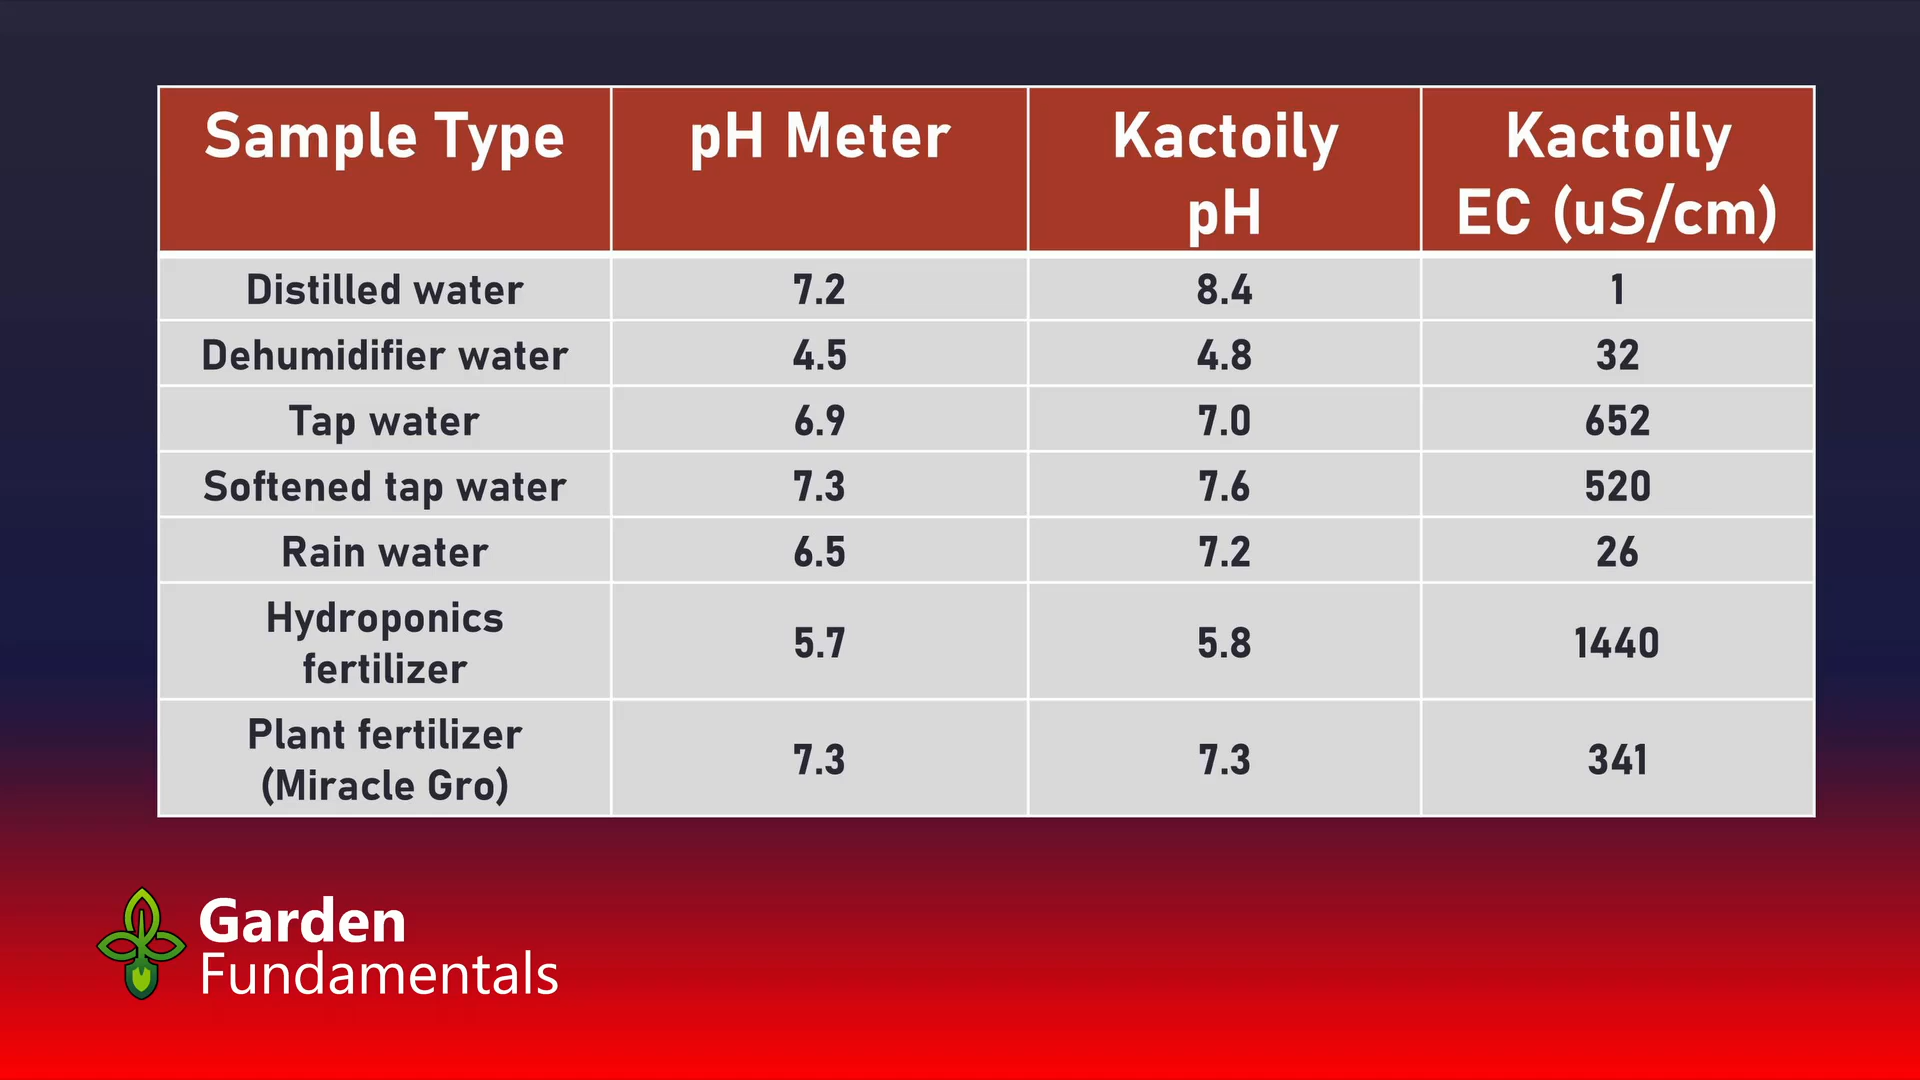 Sample Type pH Meter Kactoily Kactoily
pH EC (uS/cm)
Distilled water 7.2 8.4 1
Dehumidifier water 4.5 4.8 32
Tap water 6.9 7.0 652
Softened tap water 7.3 7.6 520
Rain water 6.5 7.2 26
Hydroponics
fertilizer 5.7 5.8 1440
Plant fertilizer
(Miracle Gro) 7.3 7.3 341
Garden
Fundamentals